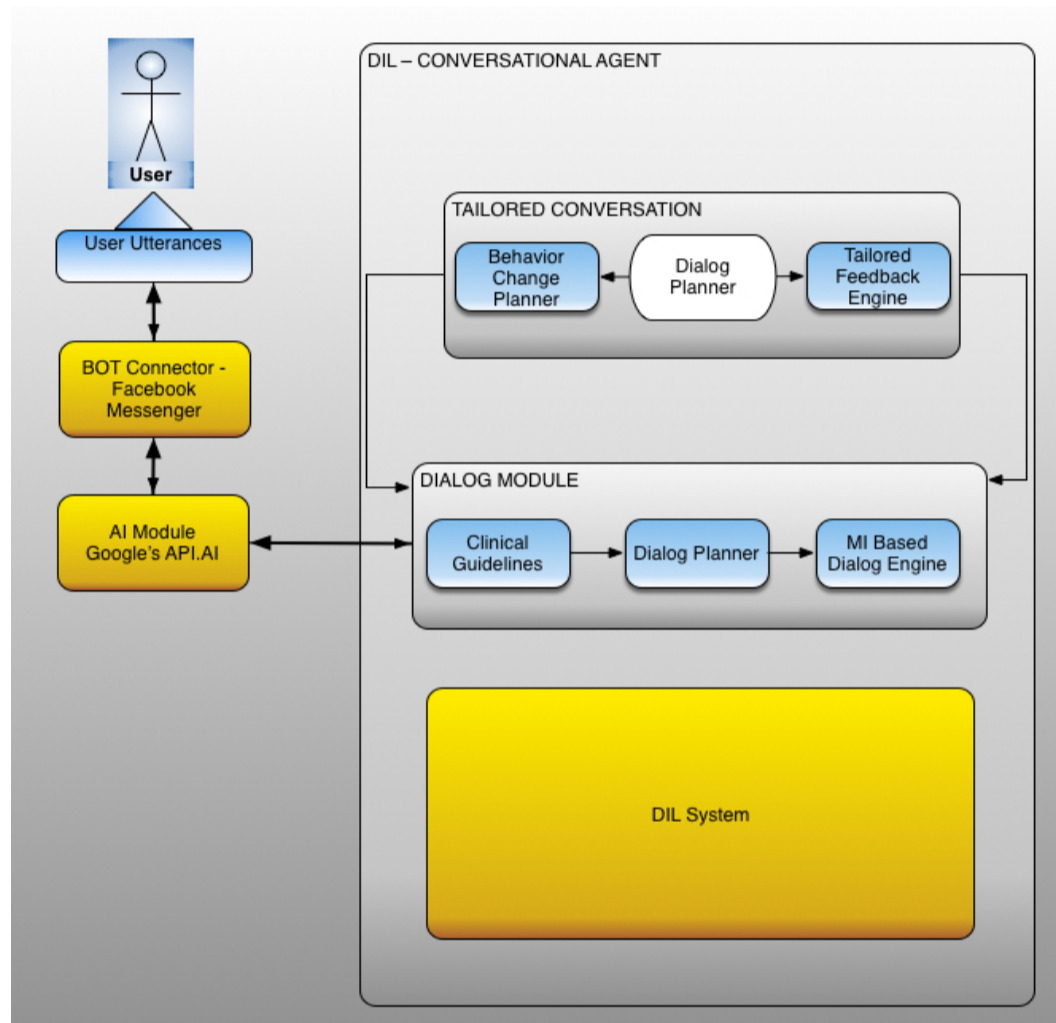 User
User Utterances
BOT Connector -
Facebook
Messenger
AI Module
Google's API.AI
DIL – CONVERSATIONAL AGENT
TAILORED CONVERSATION
Behavior
Change
Planner
Dialog
Planner
Tailored
Feedback
Engine
DIALOG MODULE
Clinical
Guidelines
Dialog Planner
MI Based
Dialog Engine
DIL System